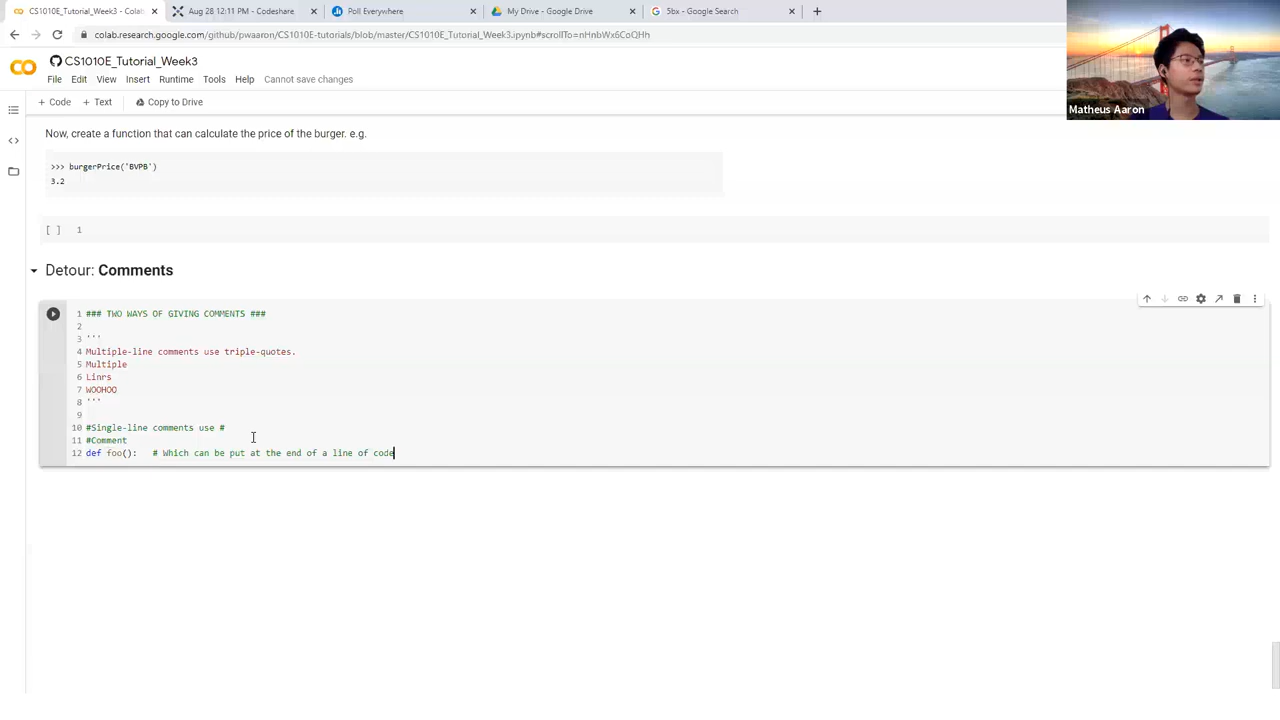 CS1010E_Tutorial_Week3 - Colab
Aug 28 12:11 PM - Codeshare
Poll Everywhere
My Drive - Google Drive
5bx - Google Search
colab.research.google.com/github/pwaaron/CS1010E-tutorials/blob/master/CS1010E_Tutorial_Week3.ipynb#scrollTo=nHnbWx6CoQHh
CS1010E_Tutorial_Week3
File Edit View Insert Runtime Tools Help Cannot save changes
+ Code + Text Copy to Drive
Matheus Aaron
Now, create a function that can calculate the price of the burger. e.g.
>>> burgerPrice('BVPB')
3.2
[ ] 1
Detour: Comments
1 ### TWO WAYS OF GIVING COMMENTS ###
2
3 '''
4 Multiple-line comments use triple-quotes.
5 Multiple
6 Linrs
7 WOOHOO
8 '''
9
10 #Single-line comments use #
11 #Comment
12 def foo():   # Which can be put at the end of a line of code